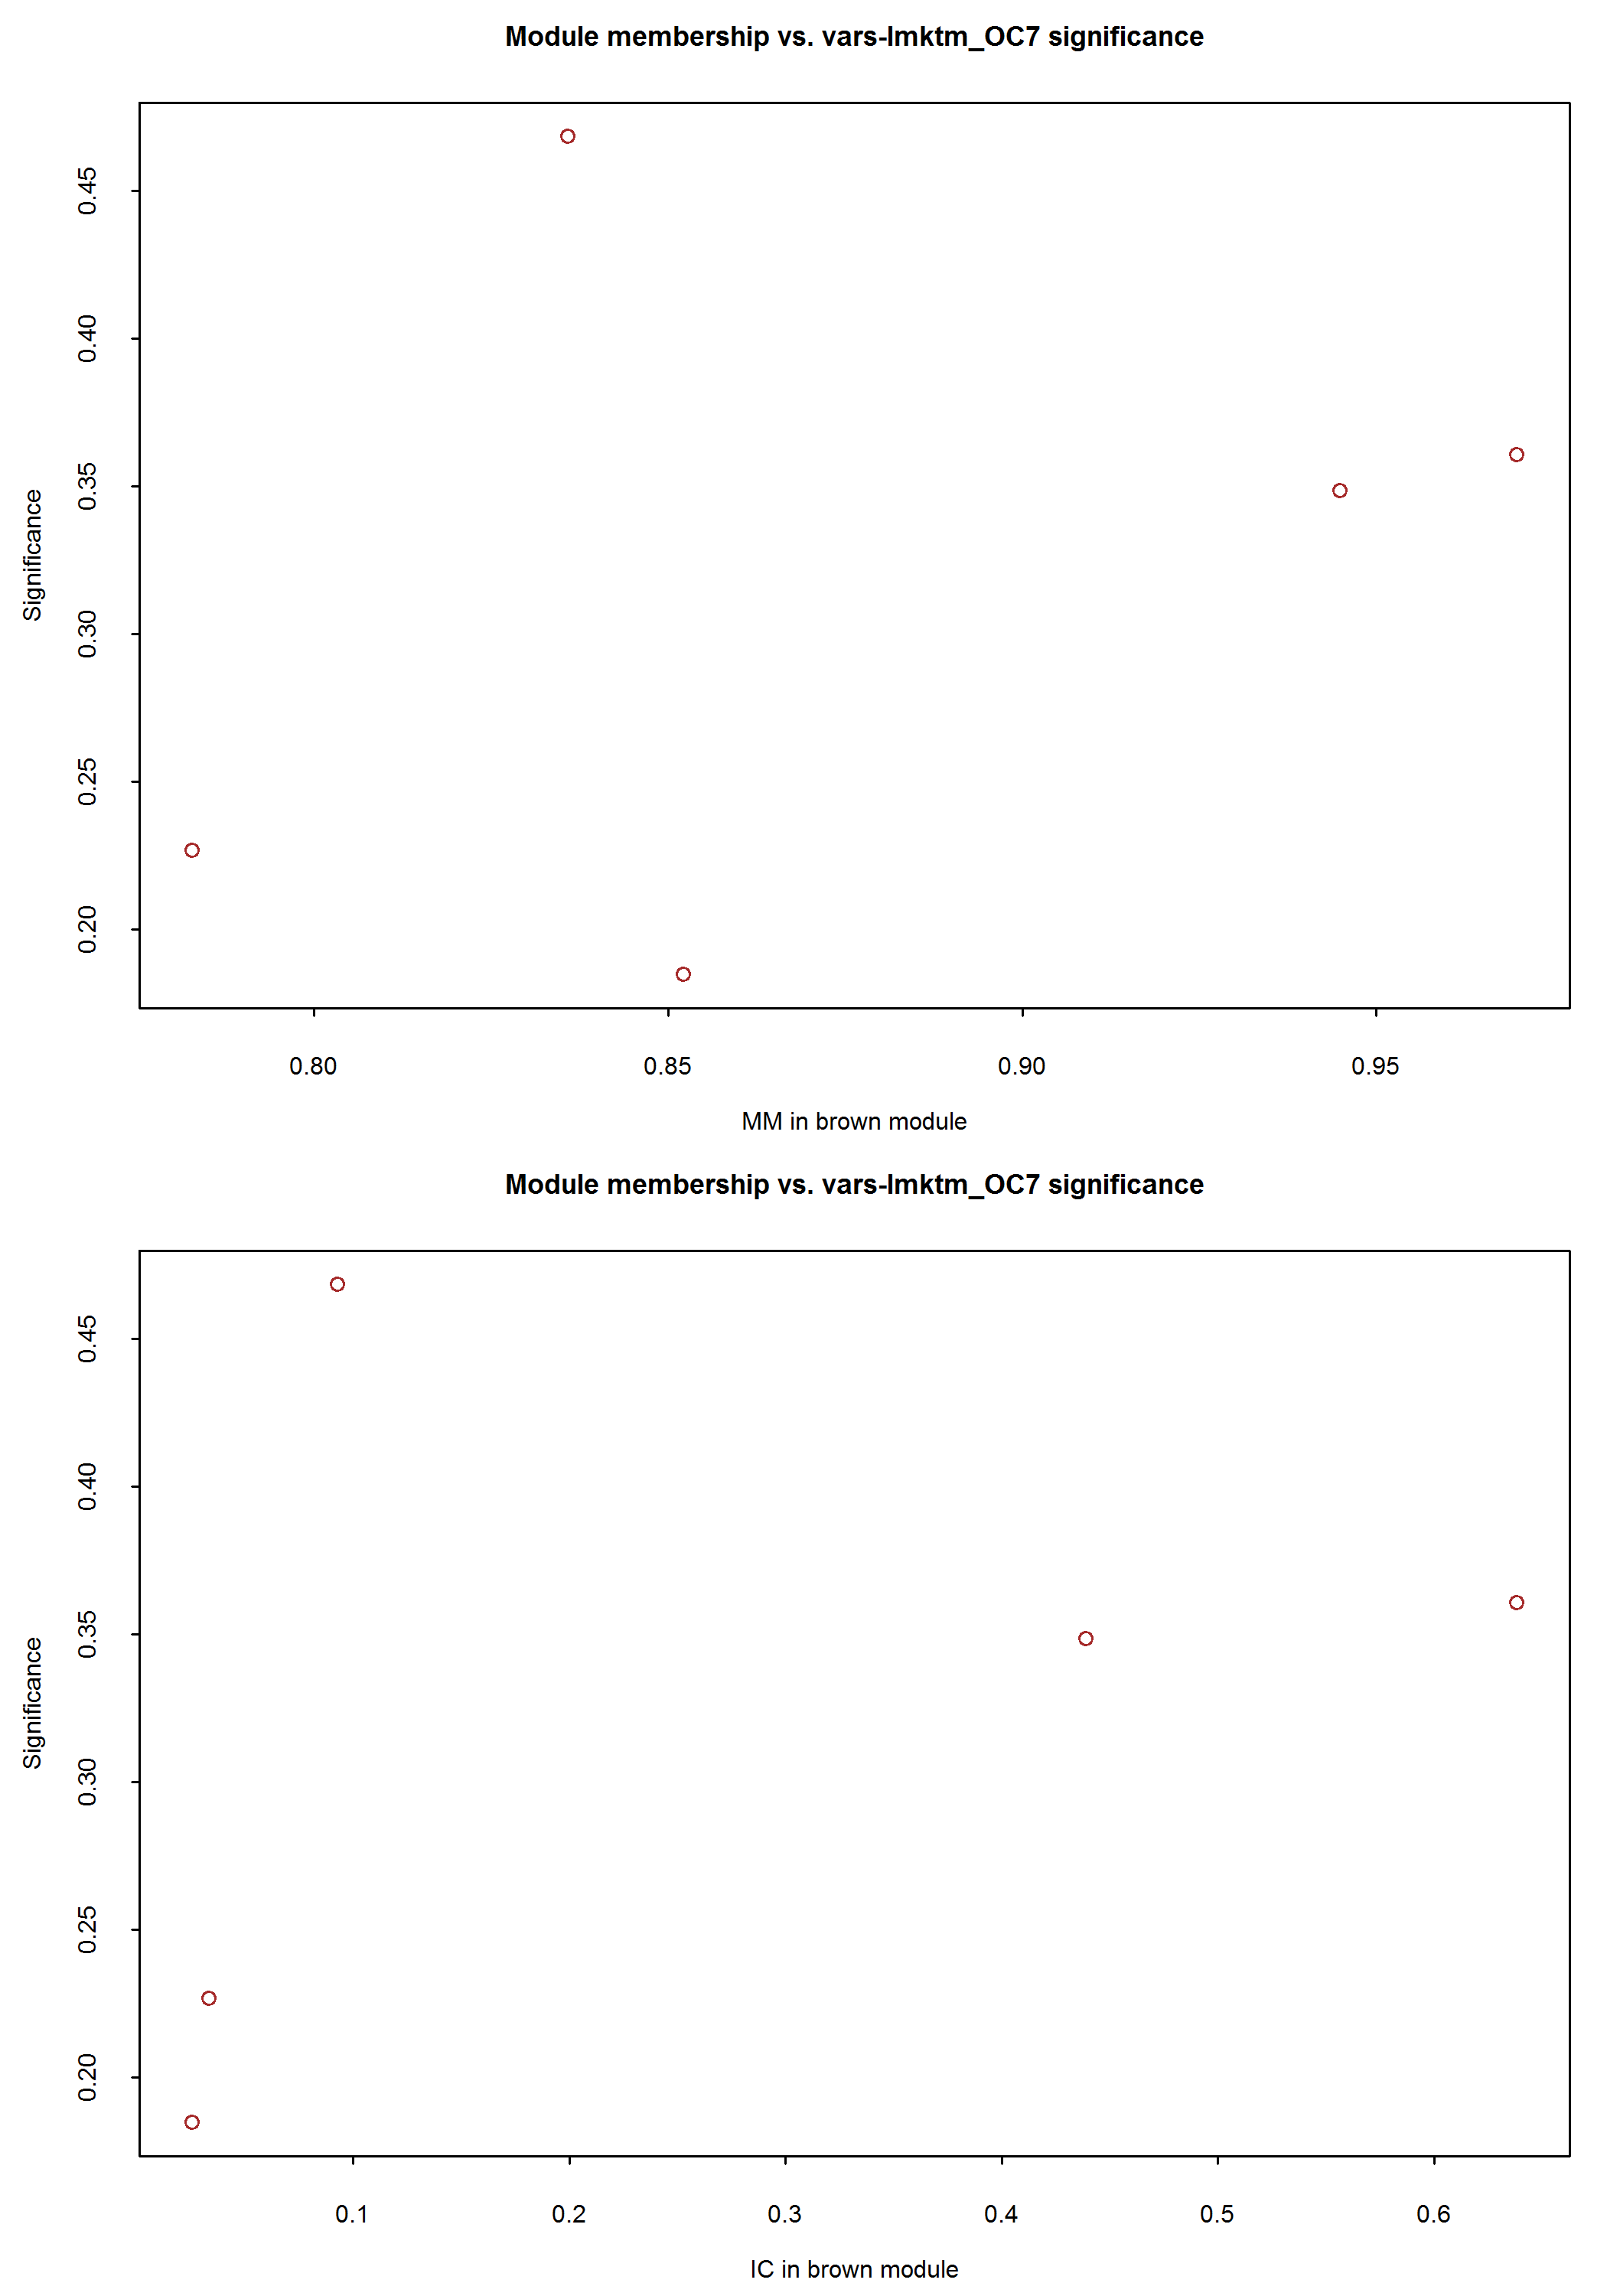 Module membership vs. vars-lmktm_OC7 significance
0.45
0.40
0.35
0.30
0.25
0.20
Significance
0.80 0.85 0.90 0.95
MM in brown module
Module membership vs. vars-lmktm_OC7 significance
0.45
0.40
0.35
0.30
0.25
0.20
Significance
0.1 0.2 0.3 0.4 0.5 0.6
IC in brown module